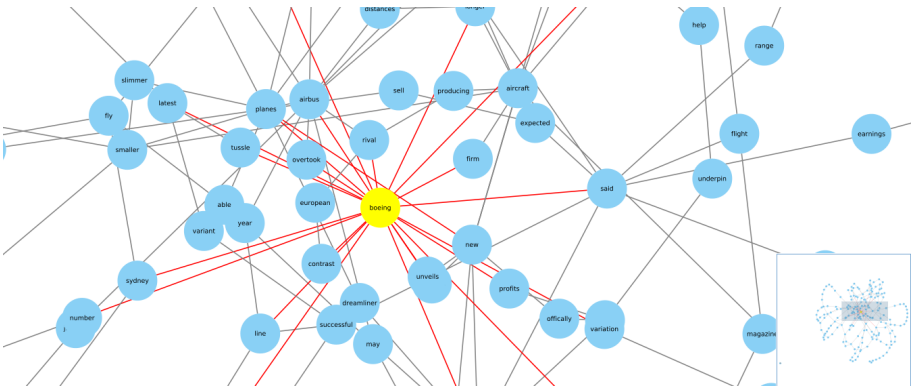 distances
longer
help
range
slimmer
latest
planes
airbus
sell
producing
aircraft
fly
expected
flight
earnings
smaller
tussle
rival
overtook
firm
underpin
said
able
european
boeing
variant
year
new
contrast
unveils
sydney
profits
dreamliner
number
)
line
successful
may
offically
variation
magazine